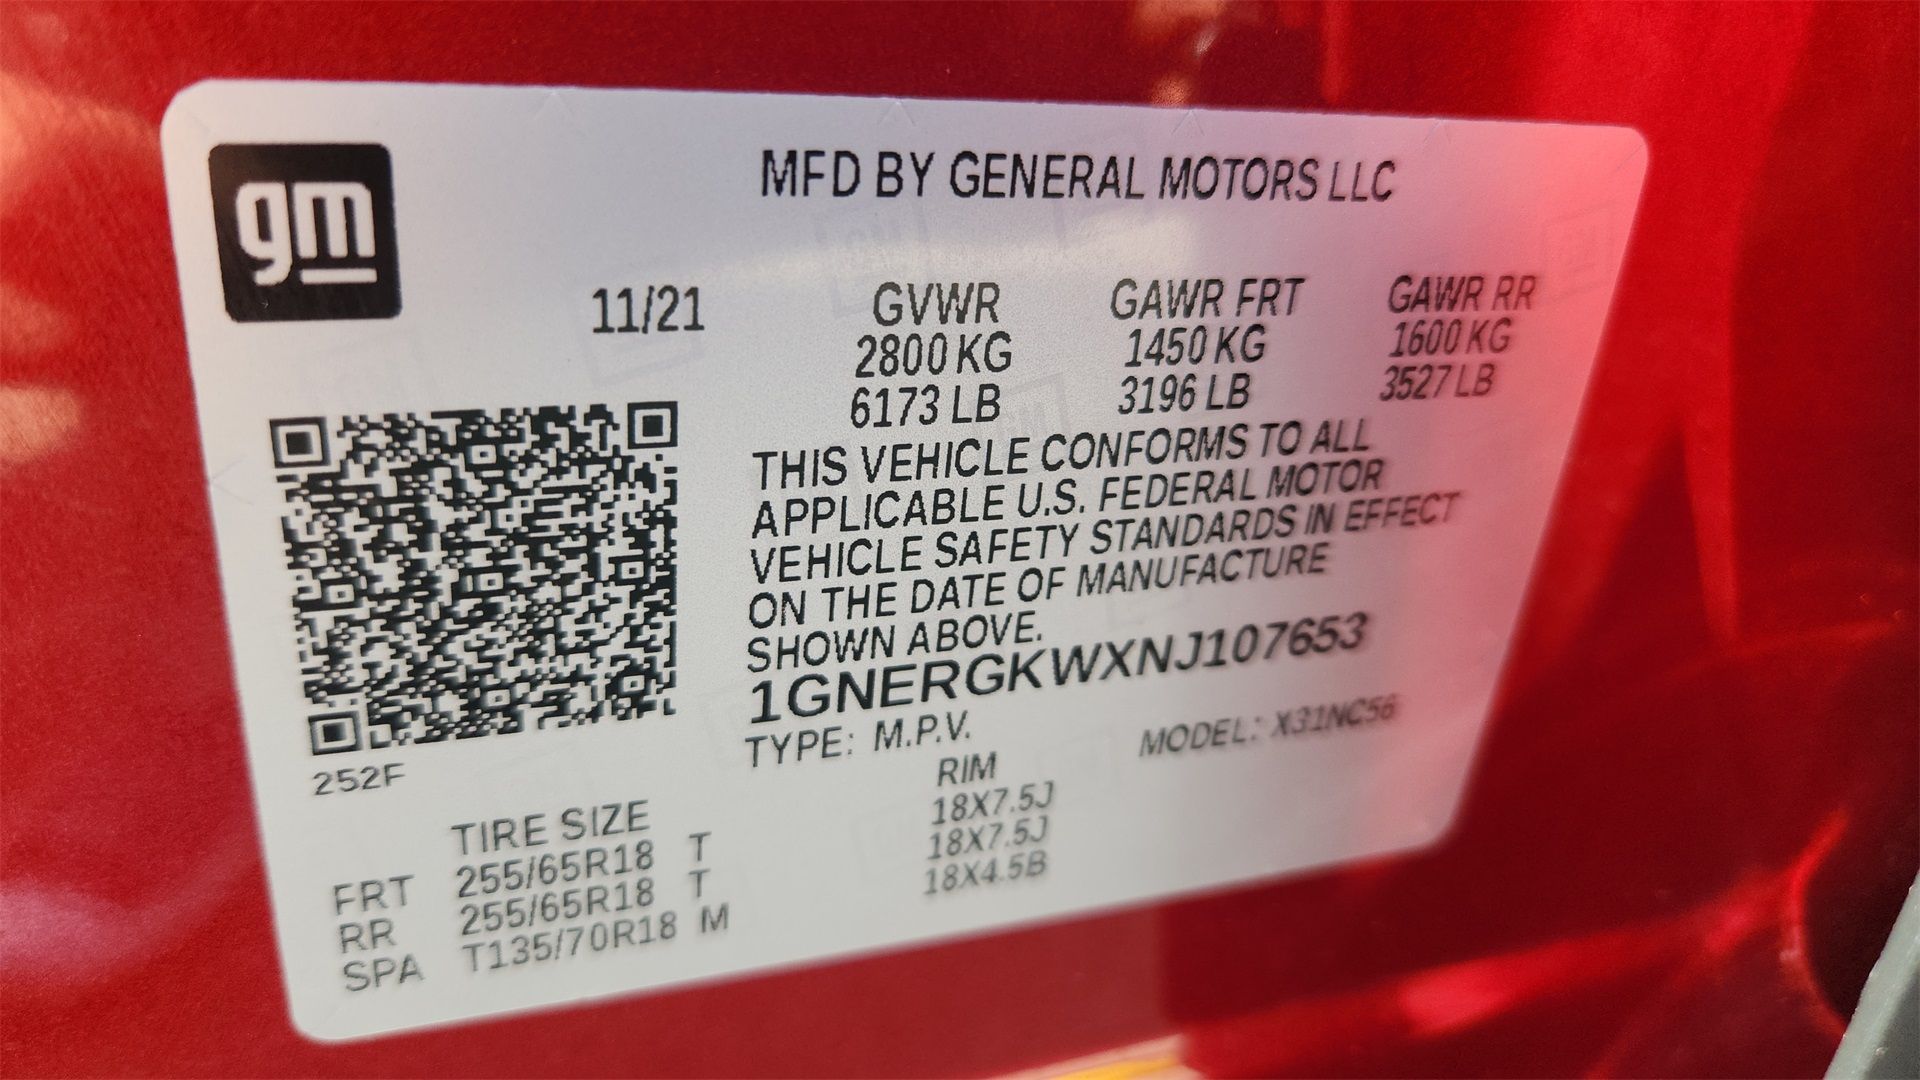 gm
MFD BY GENERAL MOTORS LLC
11/21 GVWR GAWR FRT GAWR RR
2800 KG 1450 KG 1600 KG
6173 LB 3196 LB 3527 LB
THIS VEHICLE CONFORMS TO ALL
APPLICABLE U.S. FEDERAL MOTOR
VEHICLE SAFETY STANDARDS IN EFFECT
ON THE DATE OF MANUFACTURE
SHOWN ABOVE.
1GNERGKWXNJ107653
TYPE: M.P.V. MODEL: X31NC56
252F
TIRE SIZE RIM
FRT 255/65R18 T 18X7.5J
RR 255/65R18 T 18X7.5J
SPA T135/70R18 M 18X4.5B